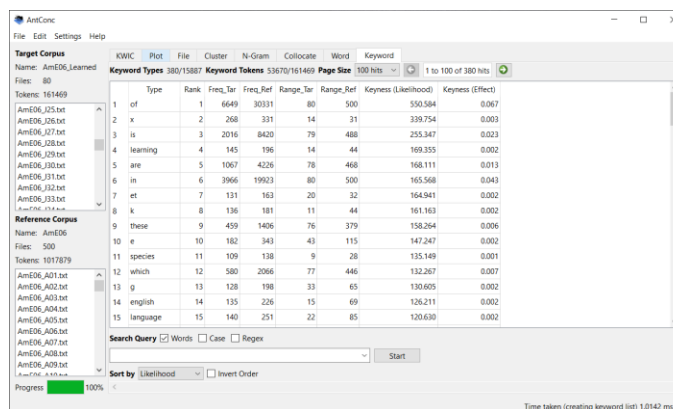 AntConc
File Edit Settings Help
Target Corpus
Name: AmE06_Learned
Files: 80
Tokens: 161469
AmE06_J25.txt
AmE06_J26.txt
AmE06_J27.txt
AmE06_J28.txt
AmE06_J29.txt
AmE06_J30.txt
AmE06_J31.txt
AmE06_J32.txt
AmE06_J33.txt
Reference Corpus
Name: AmE06
Files: 500
Tokens: 1017879
AmE06_A01.txt
AmE06_A02.txt
AmE06_A03.txt
AmE06_A04.txt
AmE06_A05.txt
AmE06_A06.txt
AmE06_A07.txt
AmE06_A08.txt
AmE06_A09.txt
Progress 100%
KWIC Plot File Cluster N-Gram Collocate Word Keyword
Keyword Types 380/15887 Keyword Tokens 53670/161469 Page Size 100 hits 1 to 100 of 380 hits
Type Rank Freq_Tar Freq_Ref Range_Tar Range_Ref Keyness (Likelihood) Keyness (Effect)
1 of 1 6649 30331 80 500 550.584 0.067
2 x 2 268 331 14 31 339.754 0.003
3 is 3 2016 8420 79 488 255.347 0.023
4 learning 4 145 196 14 44 169.355 0.002
5 are 5 1067 4226 78 468 168.111 0.013
6 in 6 3966 19923 80 500 165.568 0.043
7 et 7 131 163 20 32 164.941 0.002
8 k 8 136 181 11 44 161.163 0.002
9 these 9 459 1406 76 379 158.264 0.006
10 e 10 182 343 43 115 147.247 0.002
11 species 11 109 138 9 28 135.149 0.001
12 which 12 580 2066 77 446 132.267 0.007
13 g 13 128 198 33 65 130.605 0.002
14 english 14 135 226 15 69 126.211 0.002
15 language 15 140 251 22 85 120.630 0.002
Search Query Words Case Regex
Start
Sort by Likelihood Invert Order
Time taken (creating keyword list) 1.0142 ms